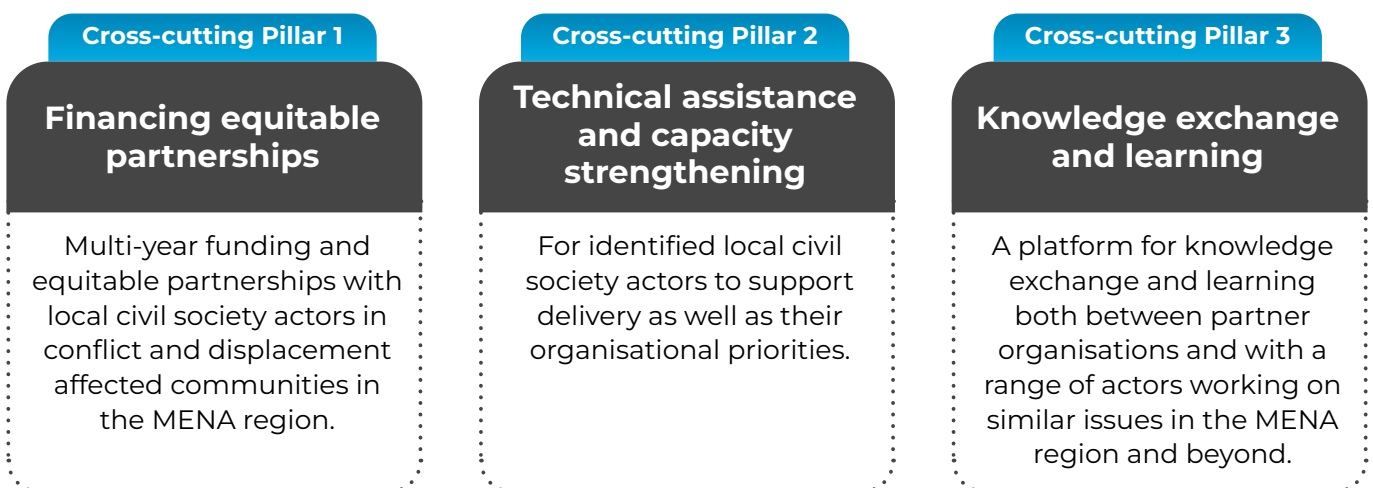 Cross-cutting Pillar 1
Financing equitable
partnerships
Multi-year funding and
equitable partnerships with
local civil society actors in
conflict and displacement
affected communities in
the MENA region.
Cross-cutting Pillar 2
Technical assistance
and capacity
strengthening
For identified local civil
society actors to support
delivery as well as their
organisational priorities.
Cross-cutting Pillar 3
Knowledge exchange
and learning
A platform for knowledge
exchange and learning
both between partner
organisations and with a
range of actors working on
similar issues in the MENA
region and beyond.